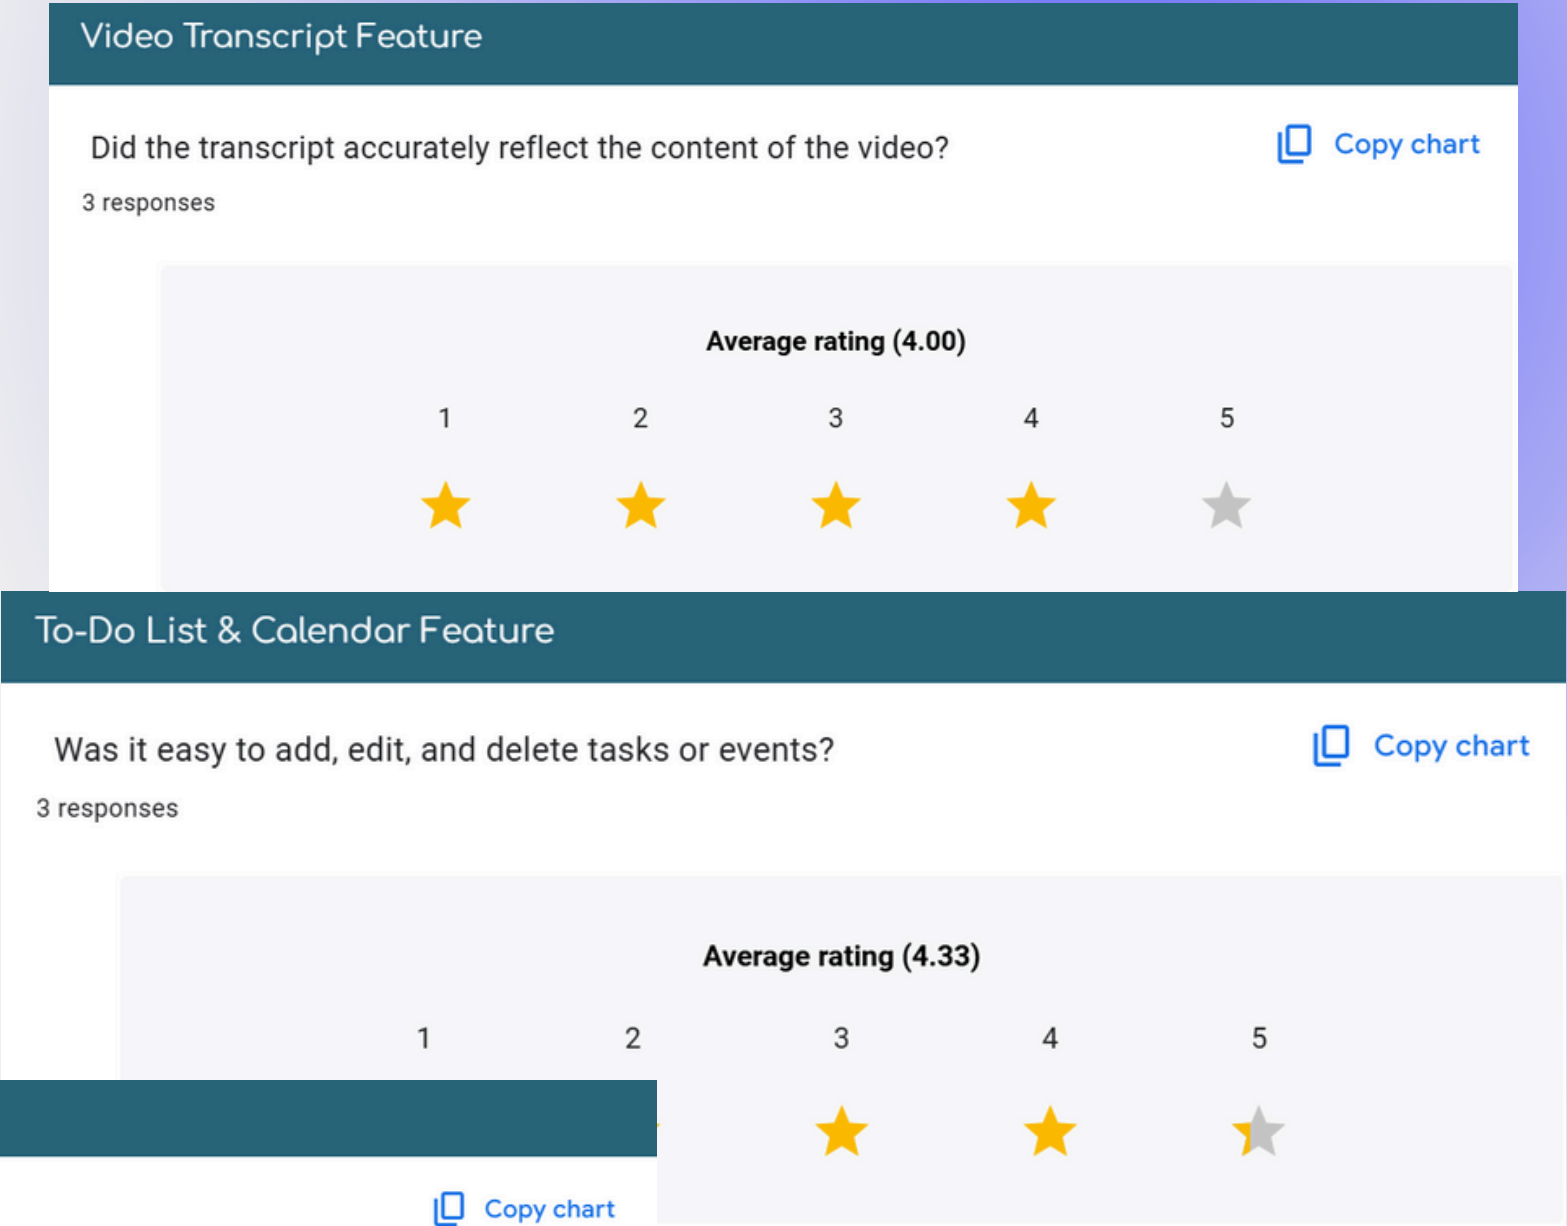 Video Transcript Feature
Did the transcript accurately reflect the content of the video?
Copy chart
3 responses
Average rating (4.00)
1 2 3 4 5
To-Do List & Calendar Feature
Was it easy to add, edit, and delete tasks or events?
Copy chart
3 responses
Average rating (4.33)
1 2 3 4 5
Copy chart